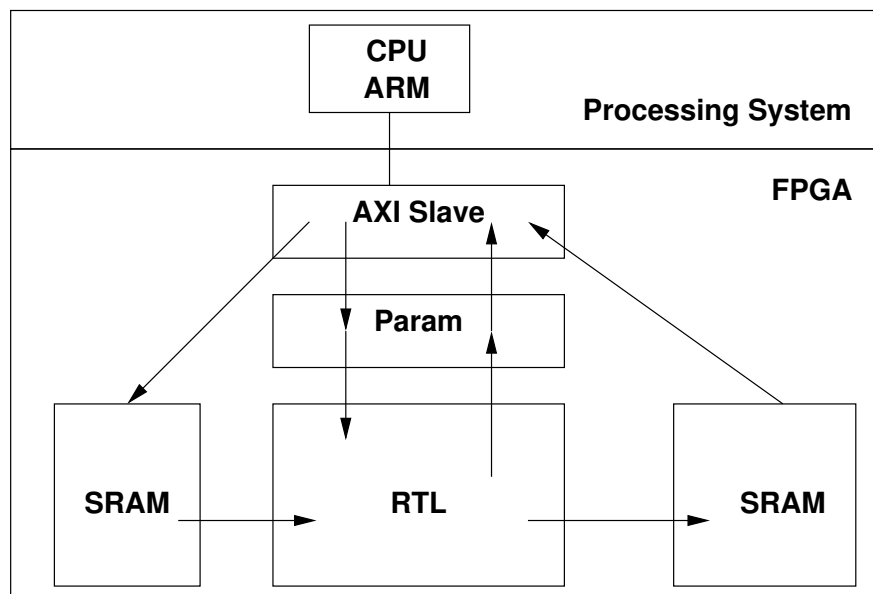 CPU
ARM
Processing System
FPGA
AXI Slave
Param
SRAM
RTL
SRAM